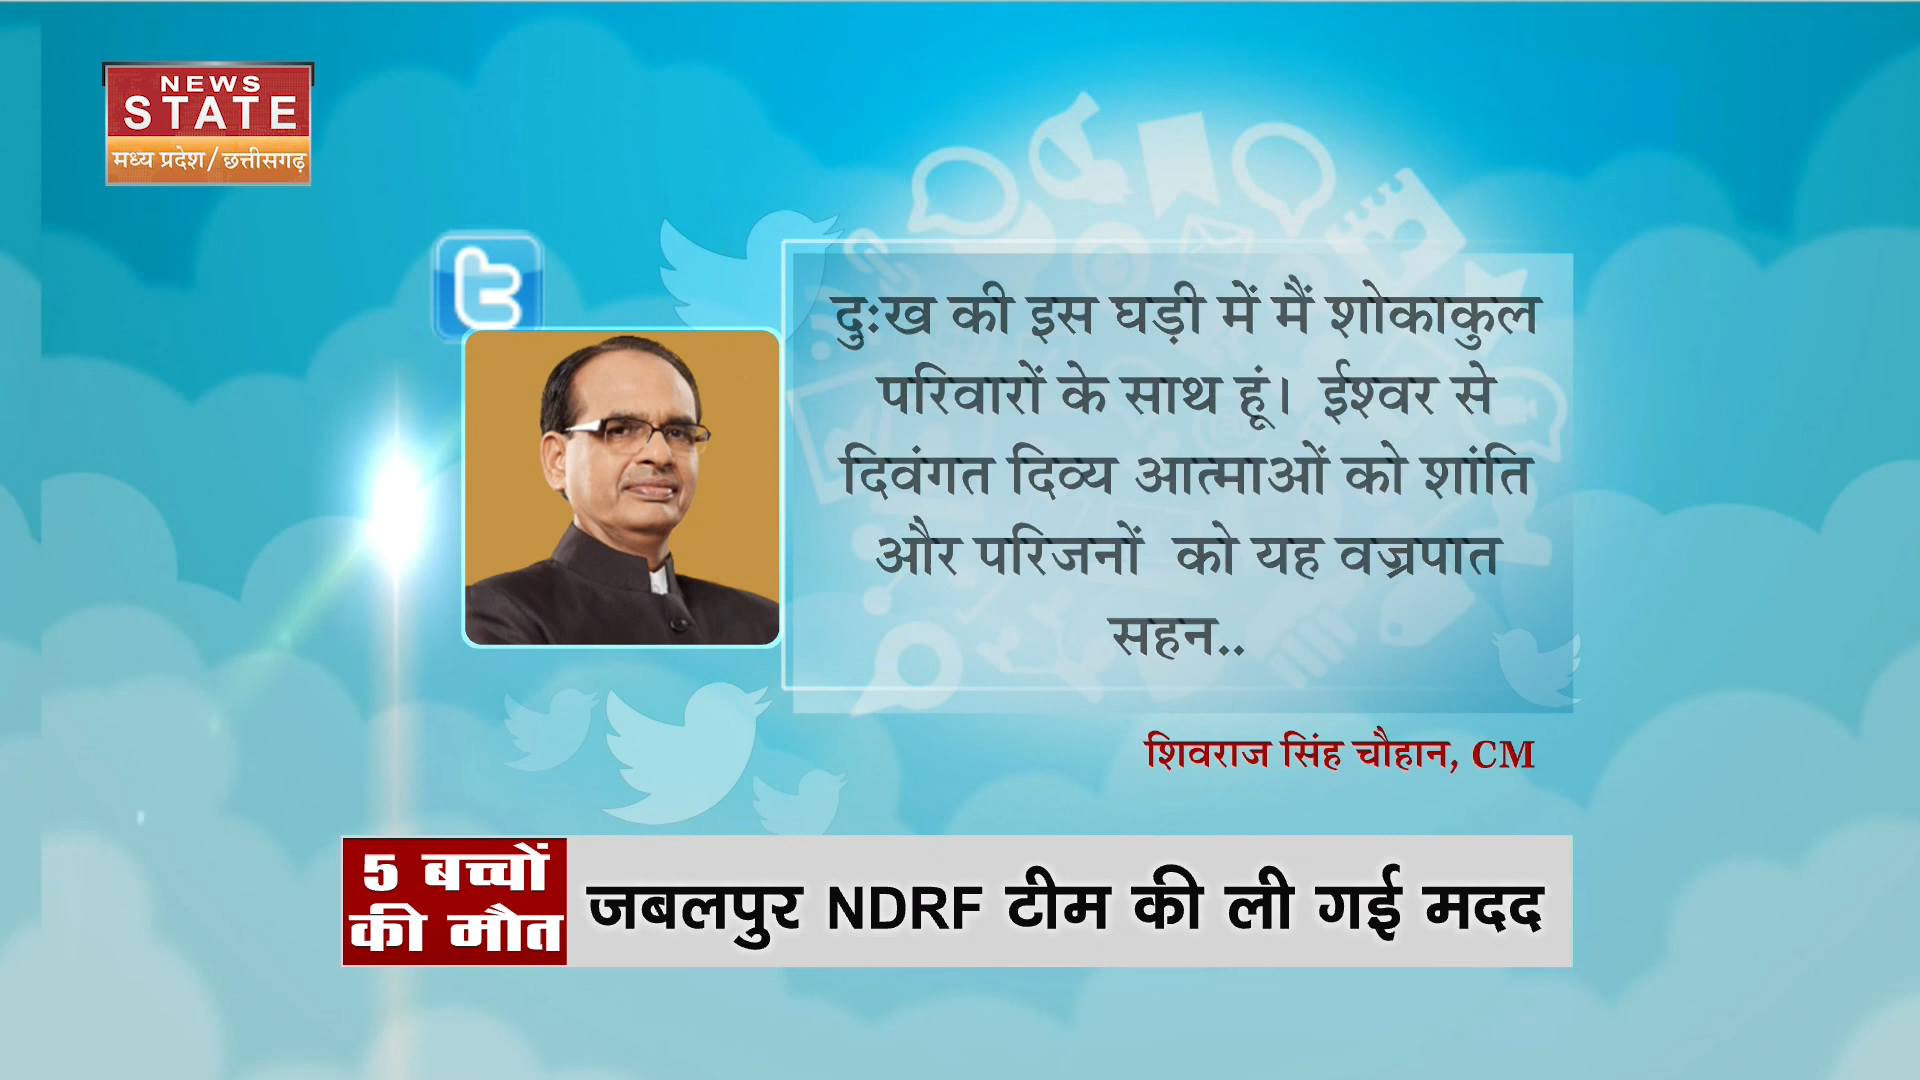 NEWS
STATE
मध्य प्रदेश/छत्तीसगढ़
t
दुःख की इस घड़ी में मैं शोकाकुल
परिवारों के साथ हूं। ईश्वर से
दिवंगत दिव्य आत्माओं को शांति
और परिजनों को यह वज्रपात
सहन..
शिवराज सिंह चौहान, CM
5 बच्चों
की मौत
जबलपुर NDRF टीम की ली गई मदद